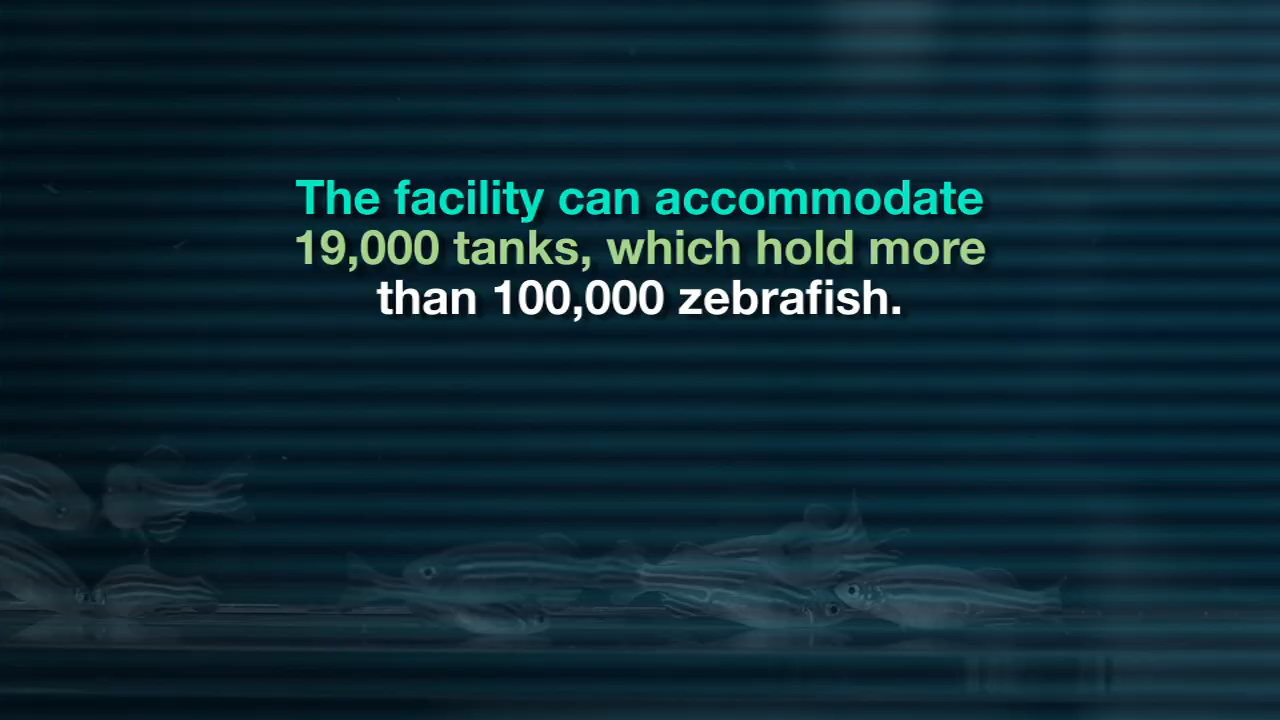 The facility can accommodate
19,000 tanks, which hold more
than 100,000 zebrafish.